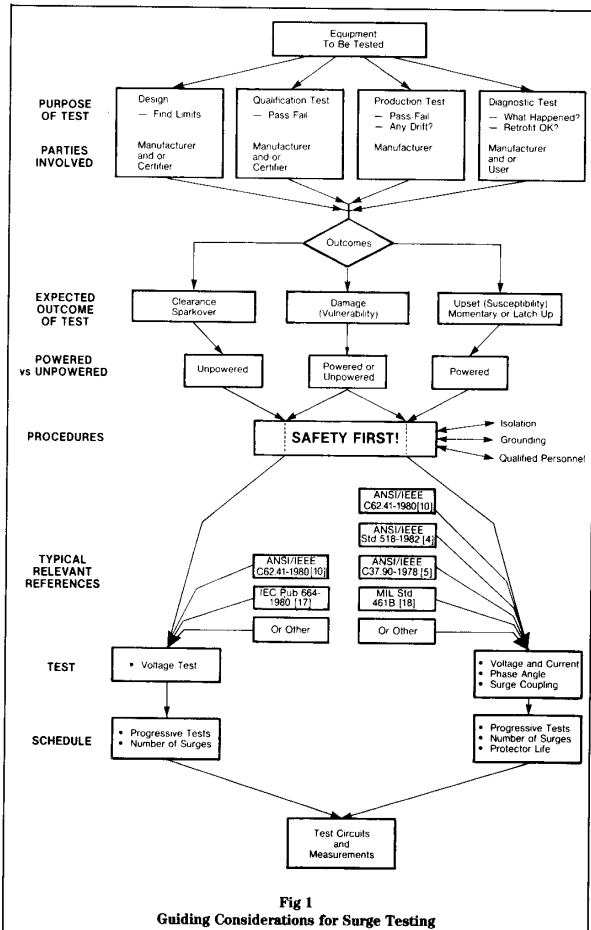 Equipment
To Be Tested
PURPOSE
OF TEST
PARTIES
INVOLVED
Design
— Find Limits
Manufacturer
and or
Certifier
Qualification Test
— Pass Fail
Manufacturer
and/or
Certifier
Production Test
— Pass-Fail
— Any Drift?
Manufacturer
Diagnostic Test
— What Happened?
— Retrofit OK?
Manufacturer
and/or
User
Outcomes
EXPECTED
OUTCOME
OF TEST
Clearance
Sparkover
Damage
(Vulnerability)
Upset (Susceptibility)
Momentary or Latch Up
POWERED
vs UNPOWERED
Unpowered
Powered or
Unpowered
Powered
PROCEDURES
SAFETY FIRST!
Isolation
Grounding
Qualified Personnel
TYPICAL
RELEVANT
REFERENCES
ANSI/IEEE
C62.41-1980 [10]
IEC Pub 664-
1980 [17]
Or Other
ANSI/IEEE
C62.41-1980[10]
ANSI/IEEE
Std 518-1982 [4]
ANSI/IEEE
C37.90-1978 [5]
MIL Std
461B [18]
Or Other
TEST
• Voltage Test
• Voltage and Current
• Phase Angle
• Surge Coupling
SCHEDULE
• Progressive Tests
• Number of Surges
• Progressive Tests
• Number of Surges
• Protector Life
Test Circuits
and
Measurements
Fig 1
Guiding Considerations for Surge Testing